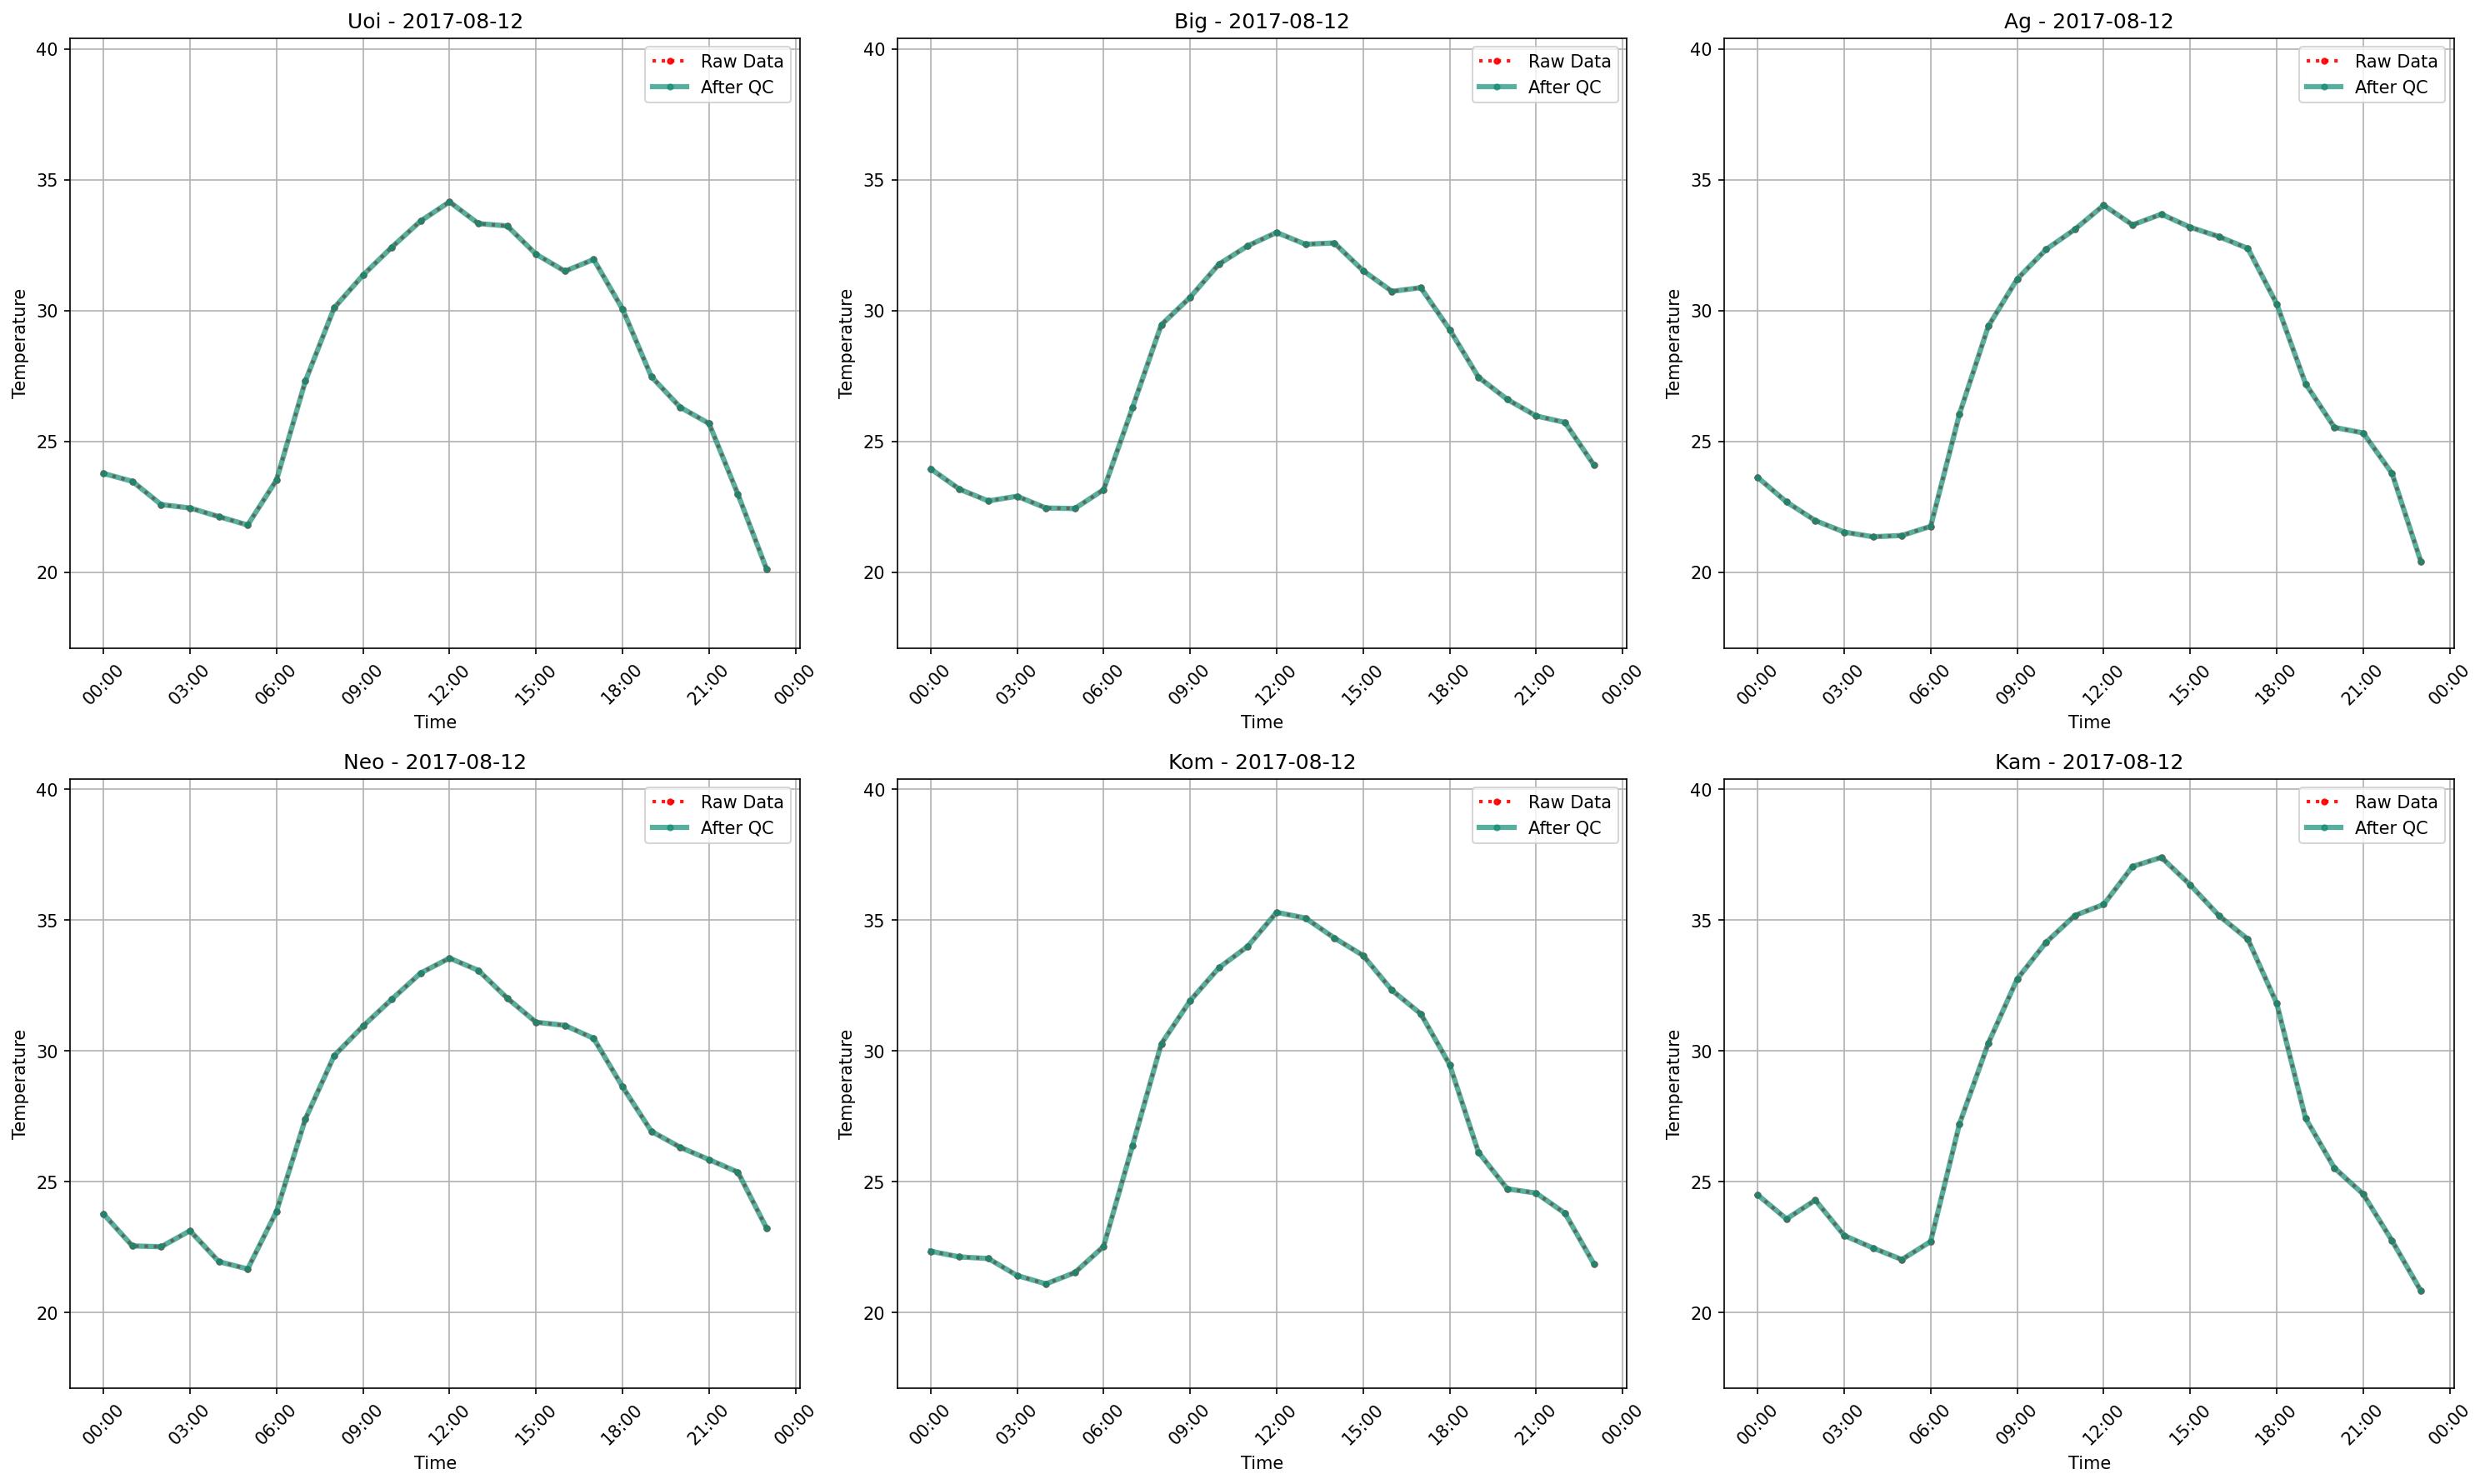 Uoi - 2017-08-12
Big - 2017-08-12
Ag - 2017-08-12
40
35
30
25
20
Temperature
Raw Data
After QC
00:00
03:00
06:00
09:00
12:00
15:00
18:00
21:00
00:00
Time
40
35
30
25
20
Temperature
Raw Data
After QC
00:00
03:00
06:00
09:00
12:00
15:00
18:00
21:00
00:00
Time
40
35
30
25
20
Temperature
Raw Data
After QC
00:00
03:00
06:00
09:00
12:00
15:00
18:00
21:00
00:00
Time
Neo - 2017-08-12
Kom - 2017-08-12
Kam - 2017-08-12
40
35
30
25
20
Temperature
Raw Data
After QC
00:00
03:00
06:00
09:00
12:00
15:00
18:00
21:00
00:00
Time
40
35
30
25
20
Temperature
Raw Data
After QC
00:00
03:00
06:00
09:00
12:00
15:00
18:00
21:00
00:00
Time
40
35
30
25
20
Temperature
Raw Data
After QC
00:00
03:00
06:00
09:00
12:00
15:00
18:00
21:00
00:00
Time